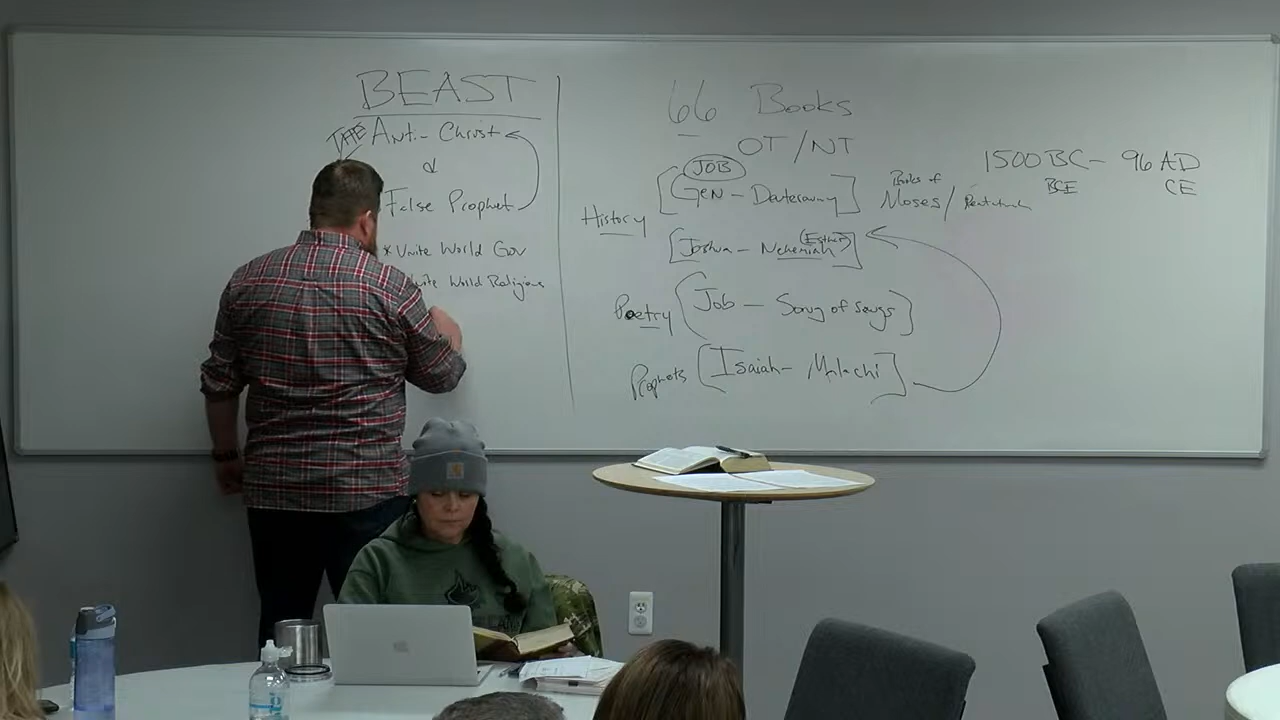 BEAST
THE Anti-Christ
&
False Prophet
* Unite World Gov
Unite World Religions
66 Books
OT/NT
1500 BC - 96 AD
BCE CE
JOB
[Gen - Deuteronomy] Books of Moses / Pentateuch
History
[Joshua - Nehemiah (Esther)]
Poetry [Job - Song of Songs]
Prophets [Isaiah - Malachi]